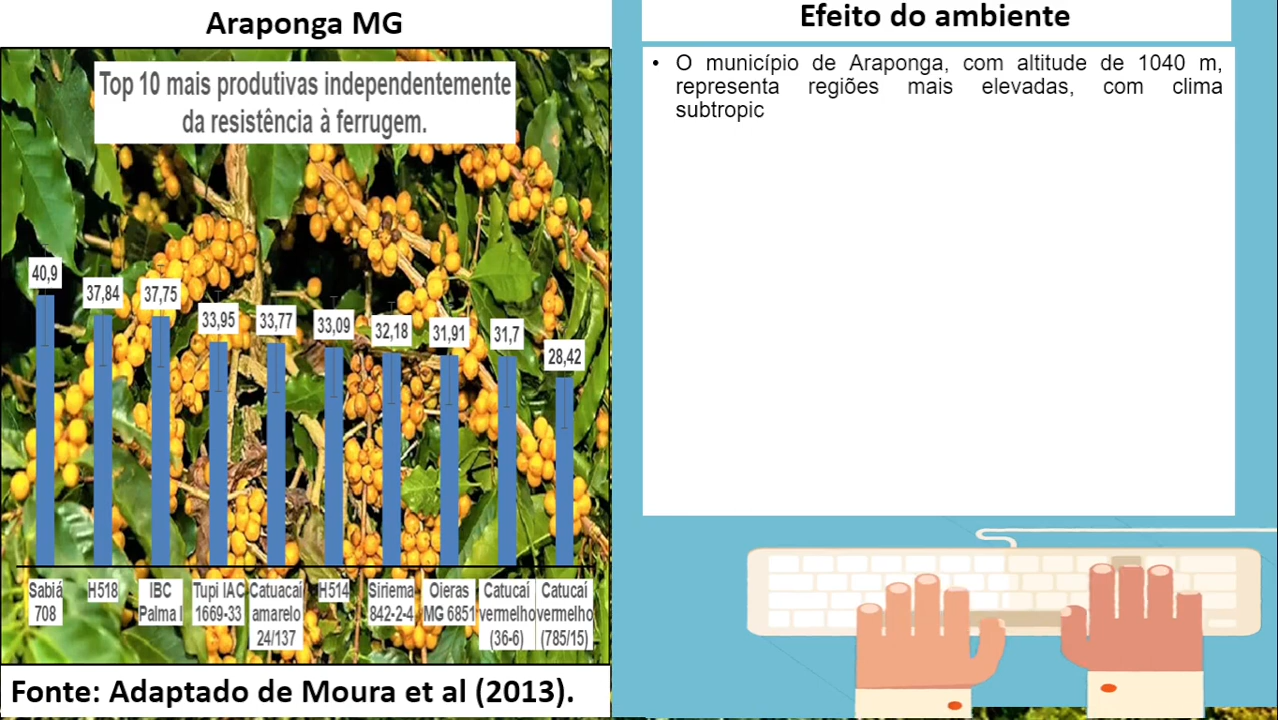 Araponga MG
Top 10 mais produtivas independentemente
da resistência à ferrugem.
40,9
37,84
37,75
33,95
33,77
33,09
32,18
31,91
31,7
28,42
Sabiá
708
H518
IBC
Palma I
Tupi IAC
1669-33
Catuacaí
amarelo
24/137
H514
Siriema
842-2-4
Oieras
MG 6851
Catucaí
vermelho
(36-6)
Catucaí
vermelho
(785/15)
Fonte: Adaptado de Moura et al (2013).
Efeito do ambiente
• O município de Araponga, com altitude de 1040 m,
representa regiões mais elevadas, com clima
subtropic